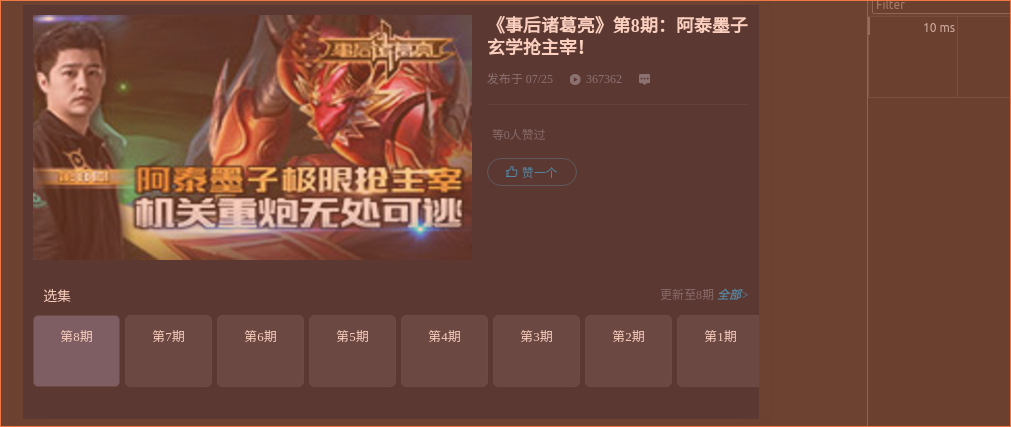 Filter
10 ms
事后诸葛亮
阿泰墨子极限抢主宰
机关重炮无处可逃
《事后诸葛亮》第8期：阿泰墨子
玄学抢主宰！
发布于 07/25 367362
等0人赞过
赞一个
选集
更新至8期 全部>
第8期 第7期 第6期 第5期 第4期 第3期 第2期 第1期